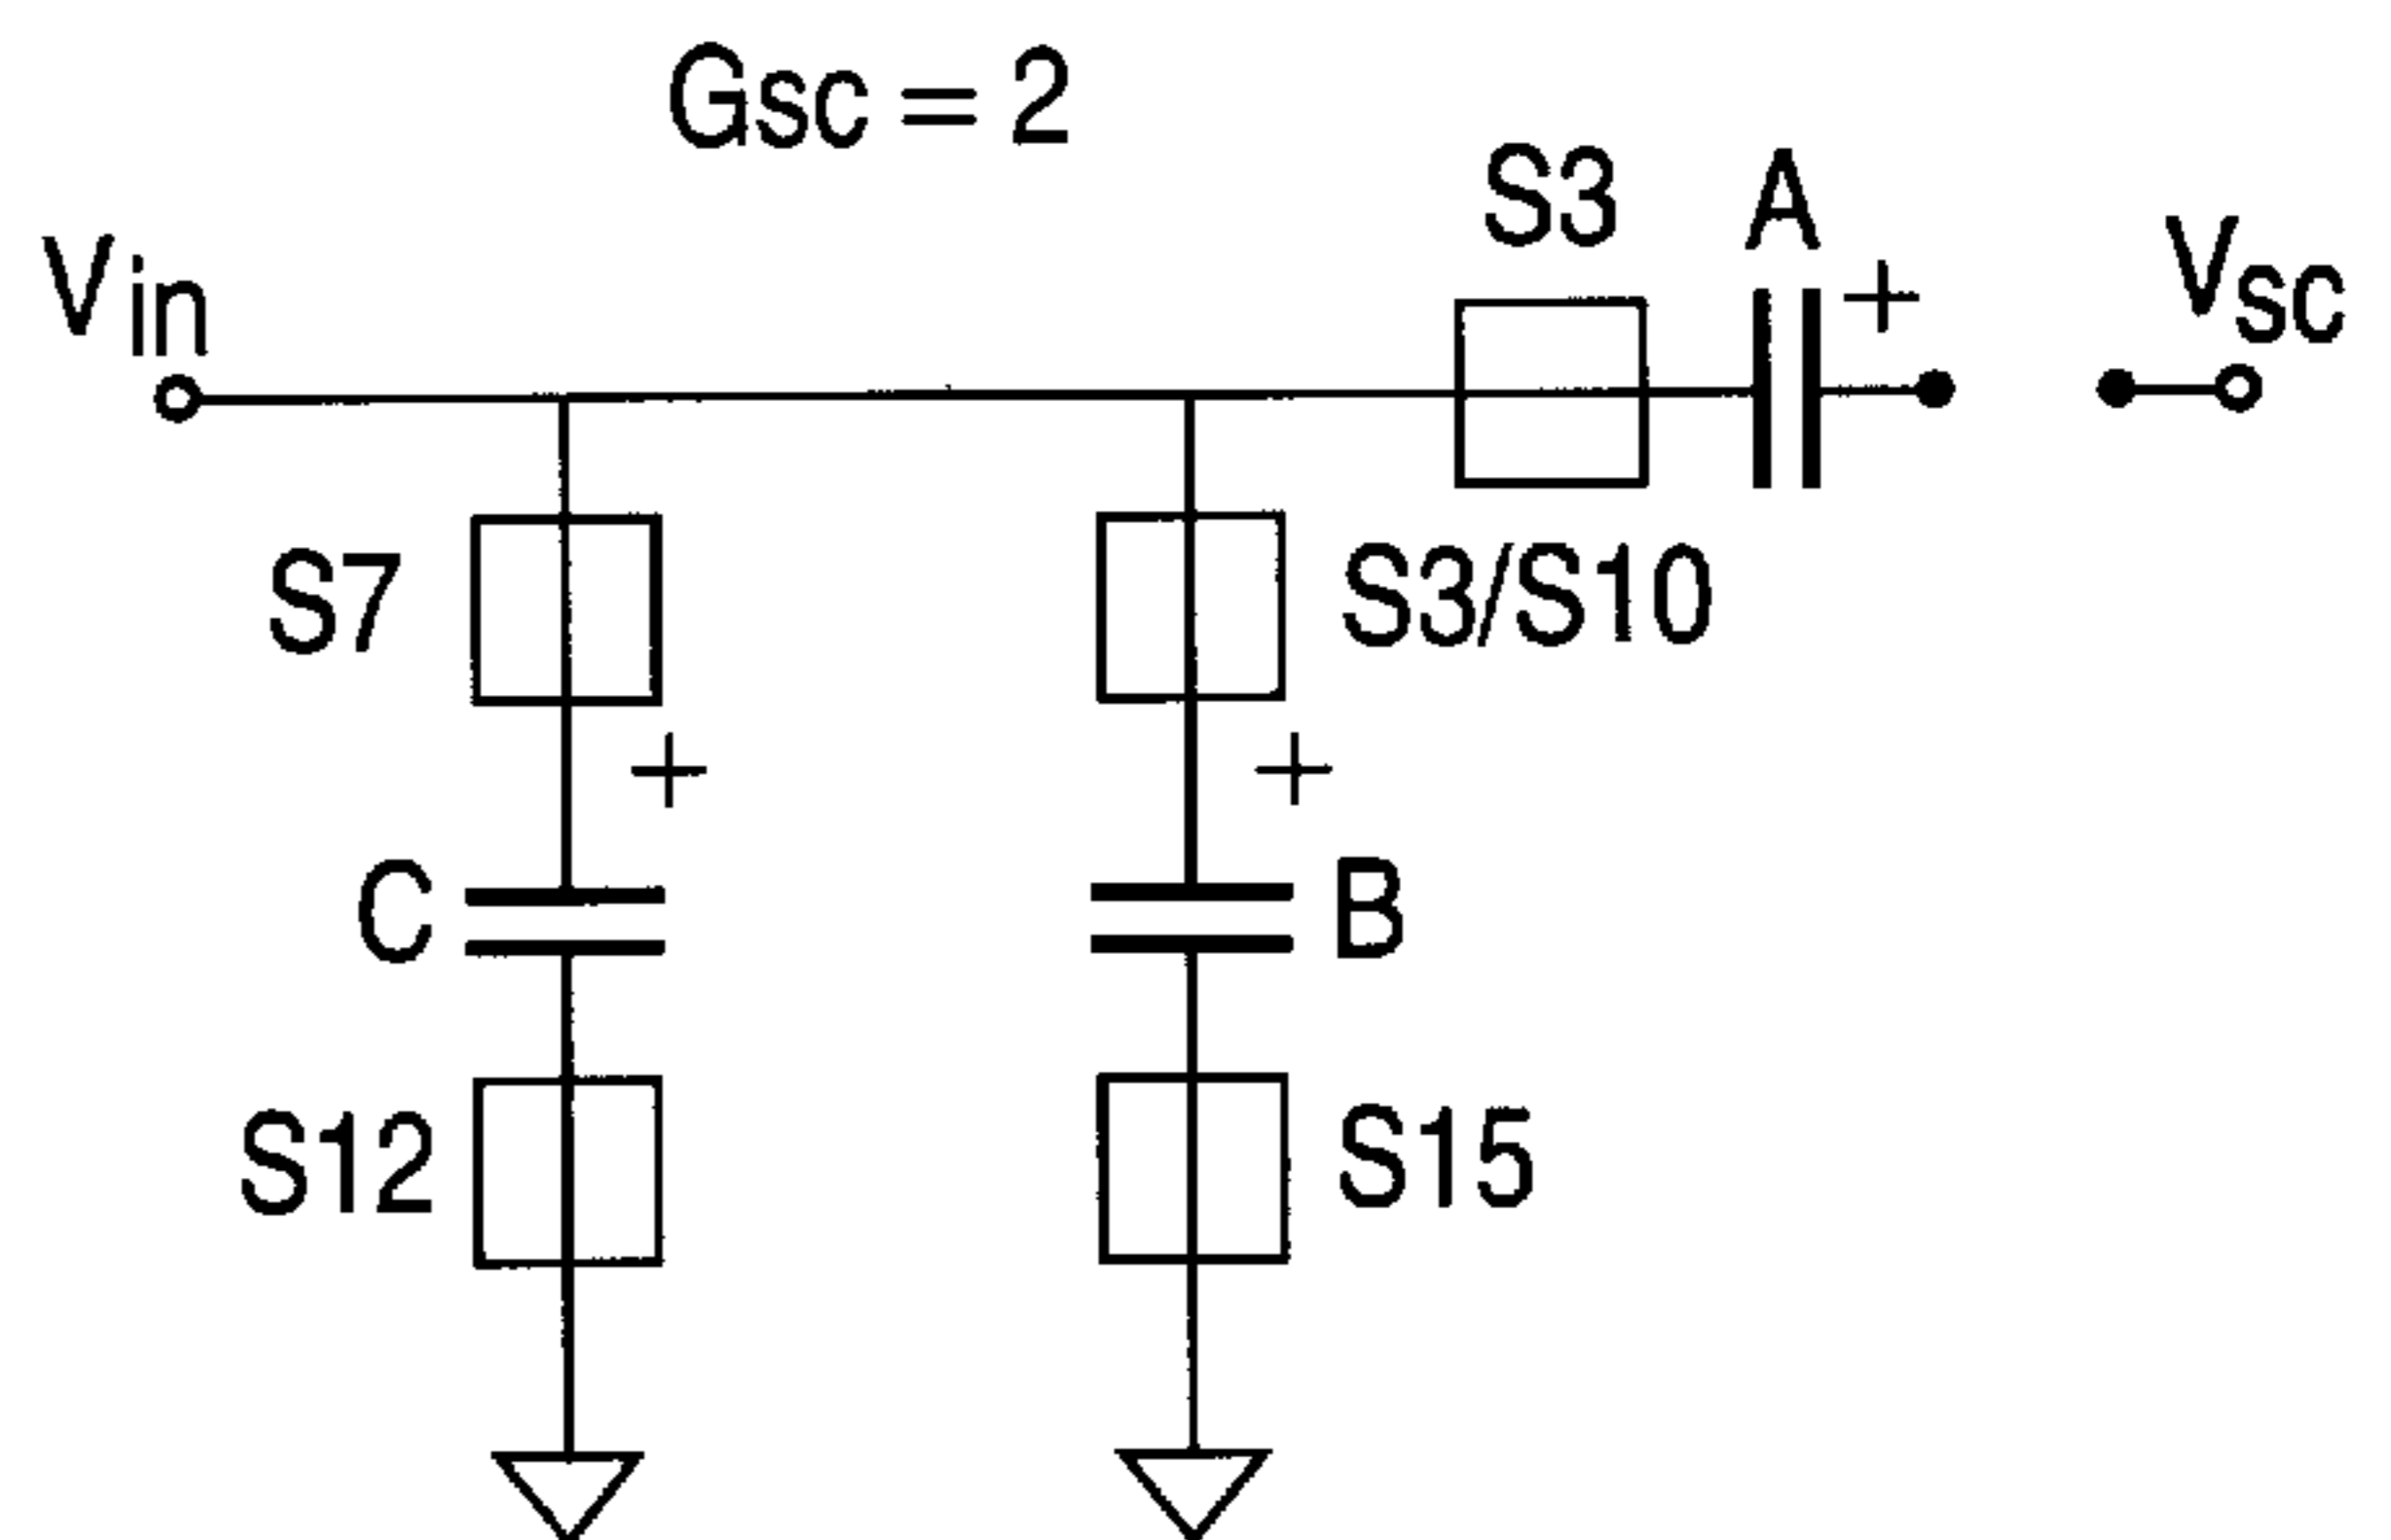 Gsc = 2
S3 A
+
Vin
Vsc
S7
S3/S10
+
+
C
B
S12
S15